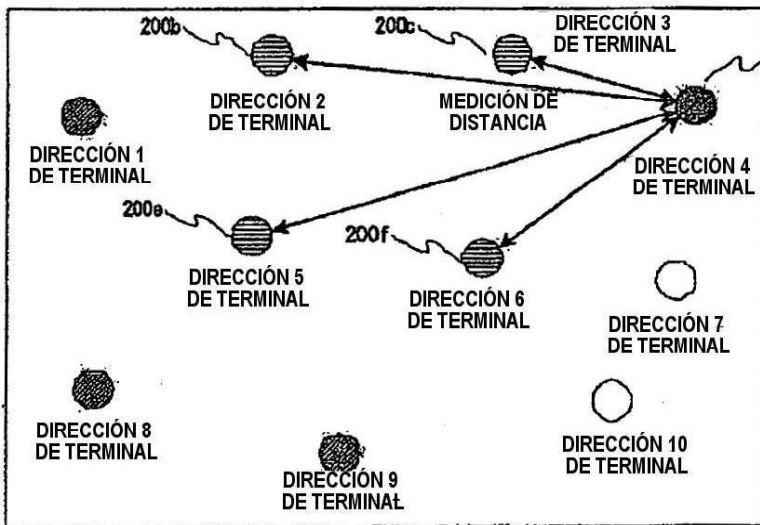 200b
200c
DIRECCIÓN 3
DE TERMINAL
DIRECCIÓN 2
DE TERMINAL
MEDICIÓN DE
DISTANCIA
DIRECCIÓN 1
DE TERMINAL
DIRECCIÓN 4
DE TERMINAL
200e
200f
DIRECCIÓN 5
DE TERMINAL
DIRECCIÓN 6
DE TERMINAL
DIRECCIÓN 7
DE TERMINAL
DIRECCIÓN 8
DE TERMINAL
DIRECCIÓN 9
DE TERMINAL
DIRECCIÓN 10
DE TERMINAL